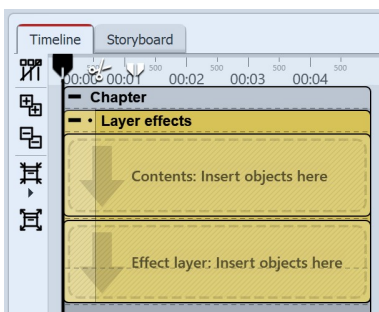 Timeline Storyboard
500 500 500 500 500
00:00 00:01 00:02 00:03 00:04
Chapter
Layer effects
Contents: Insert objects here
Effect layer: Insert objects here